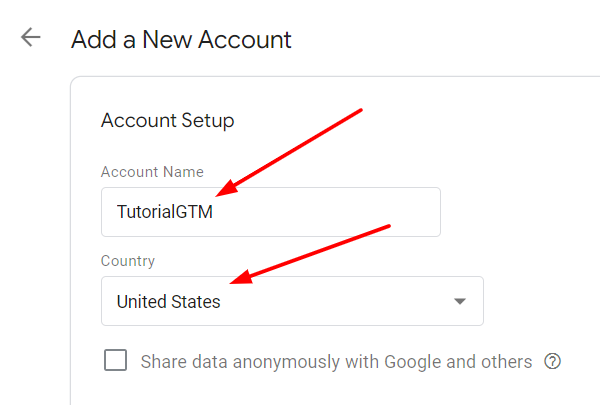 Add a New Account
Account Setup
Account Name
TutorialGTM
Country
United States
Share data anonymously with Google and others